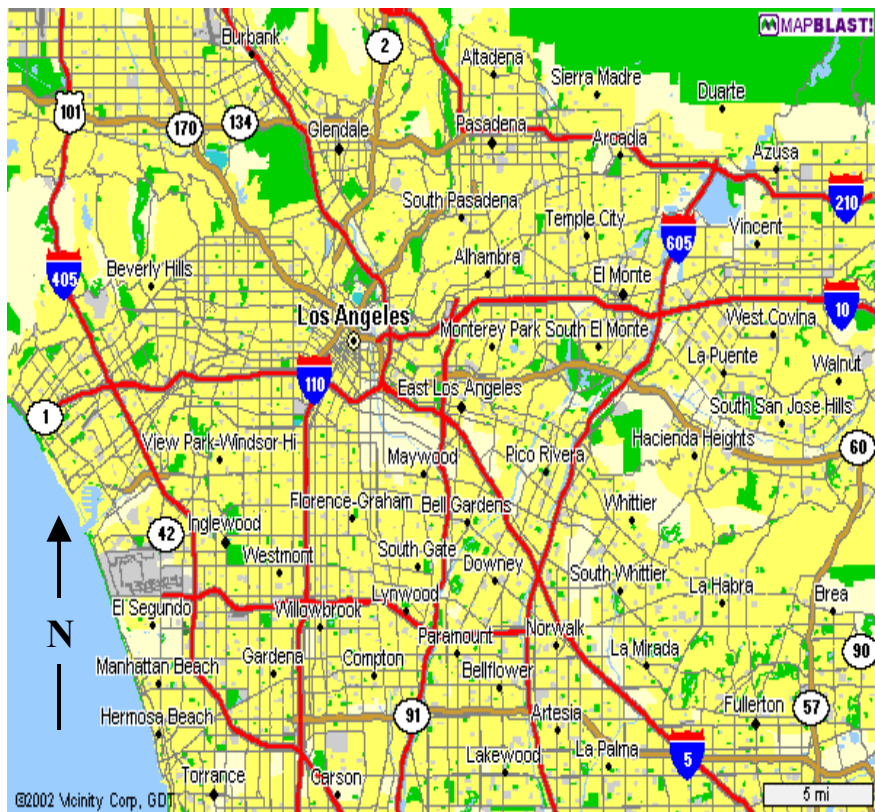 MAPBLAST!
Burbank
2
Altadena
Sierra Madre
Duarte
101
170
134
Glendale
Pasadena
Arcadia
Azusa
210
South Pasadena
Temple City
605
Vincent
405
Beverly Hills
Alhambra
El Monte
10
Los Angeles
Monterey Park
South El Monte
West Covina
La Puente
Walnut
110
East Los Angeles
1
South San Jose Hills
View Park-Windsor Hi
Hacienda Heights
60
Maywood
Pico Rivera
Florence-Graham
Bell Gardens
Whittier
42
Inglewood
Westmont
South Gate
Downey
South Whittier
La Habra
Brea
El Segundo
Willowbrook
Lynwood
N
Paramount
Norwalk
La Mirada
90
Manhattan Beach
Gardena
Compton
Bellflower
Hermosa Beach
91
Artesia
Fullerton
57
Lakewood
La Palma
5
Torrance
Carson
©2002 Vicinity Corp, GDT
5 mi